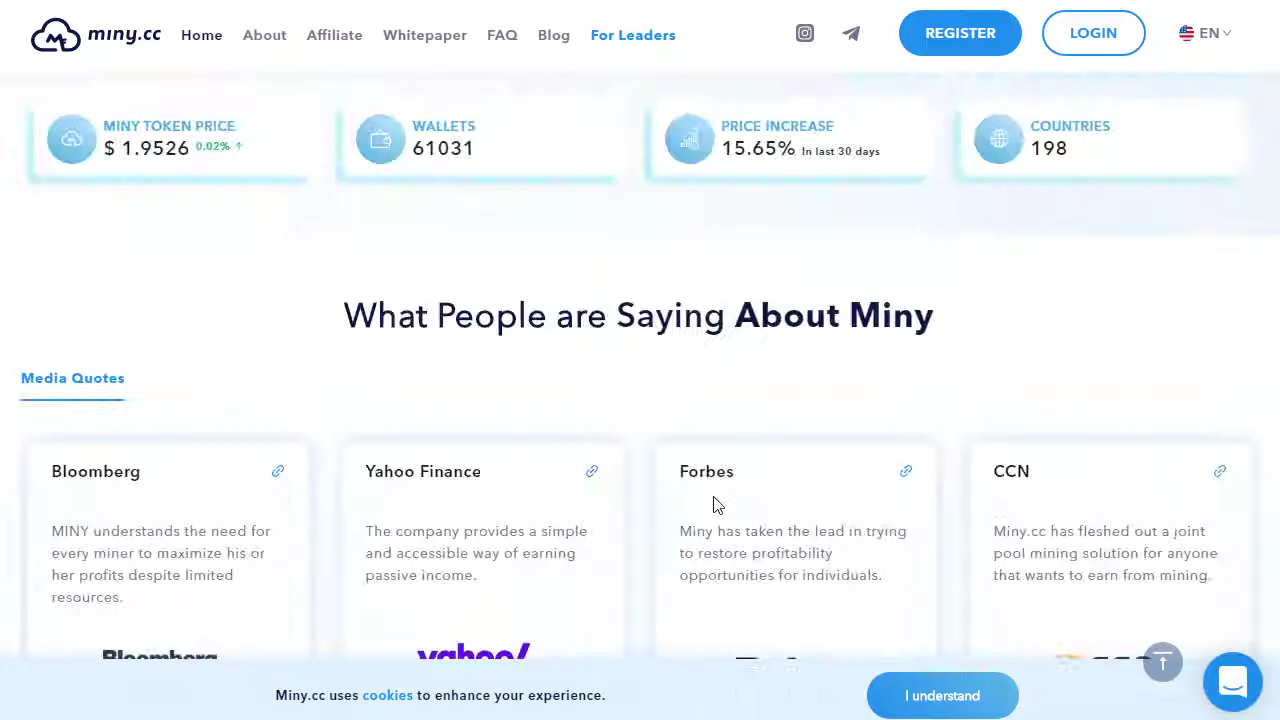 miny.cc Home About Affiliate Whitepaper FAQ Blog For Leaders REGISTER LOGIN EN
MINY TOKEN PRICE
$ 1.9526 0.02% ↑
WALLETS
61031
PRICE INCREASE
15.65% In last 30 days
COUNTRIES
198
What People are Saying About Miny
Media Quotes
Bloomberg
MINY understands the need for
every miner to maximize his or
her profits despite limited
resources.
Bloomberg
Yahoo Finance
The company provides a simple
and accessible way of earning
passive income.
yahoo!
Forbes
Miny has taken the lead in trying
to restore profitability
opportunities for individuals.
CCN
Miny.cc has fleshed out a joint
pool mining solution for anyone
that wants to earn from mining.
Miny.cc uses cookies to enhance your experience.
I understand